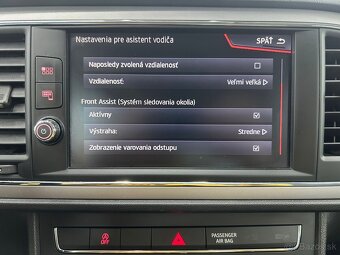 Nastavenia pre asistent vodiča
SPÄŤ
Naposledy zvolená vzdialenosť
Vzdialenosť:
Veľmi veľká
Front Assist (Systém sledovania okolia)
Aktívny
Výstraha:
Stredne
Zobrazenie varovania odstupu
PASSENGER
AIR BAG